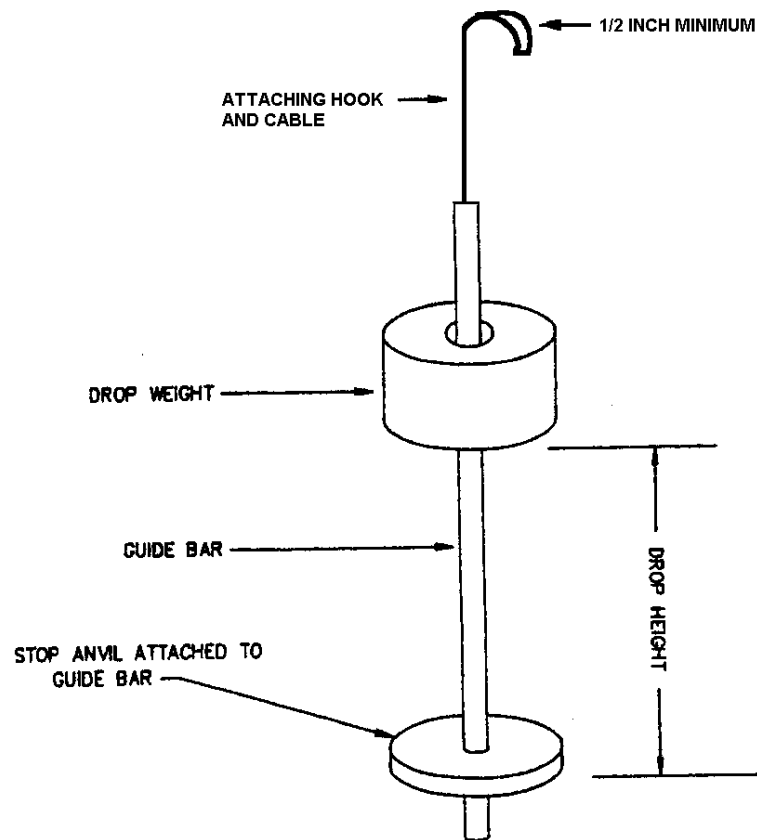 1/2 INCH MINIMUM
ATTACHING HOOK
AND CABLE
DROP WEIGHT
GUIDE BAR
DROP HEIGHT
STOP ANVIL ATTACHED TO
GUIDE BAR